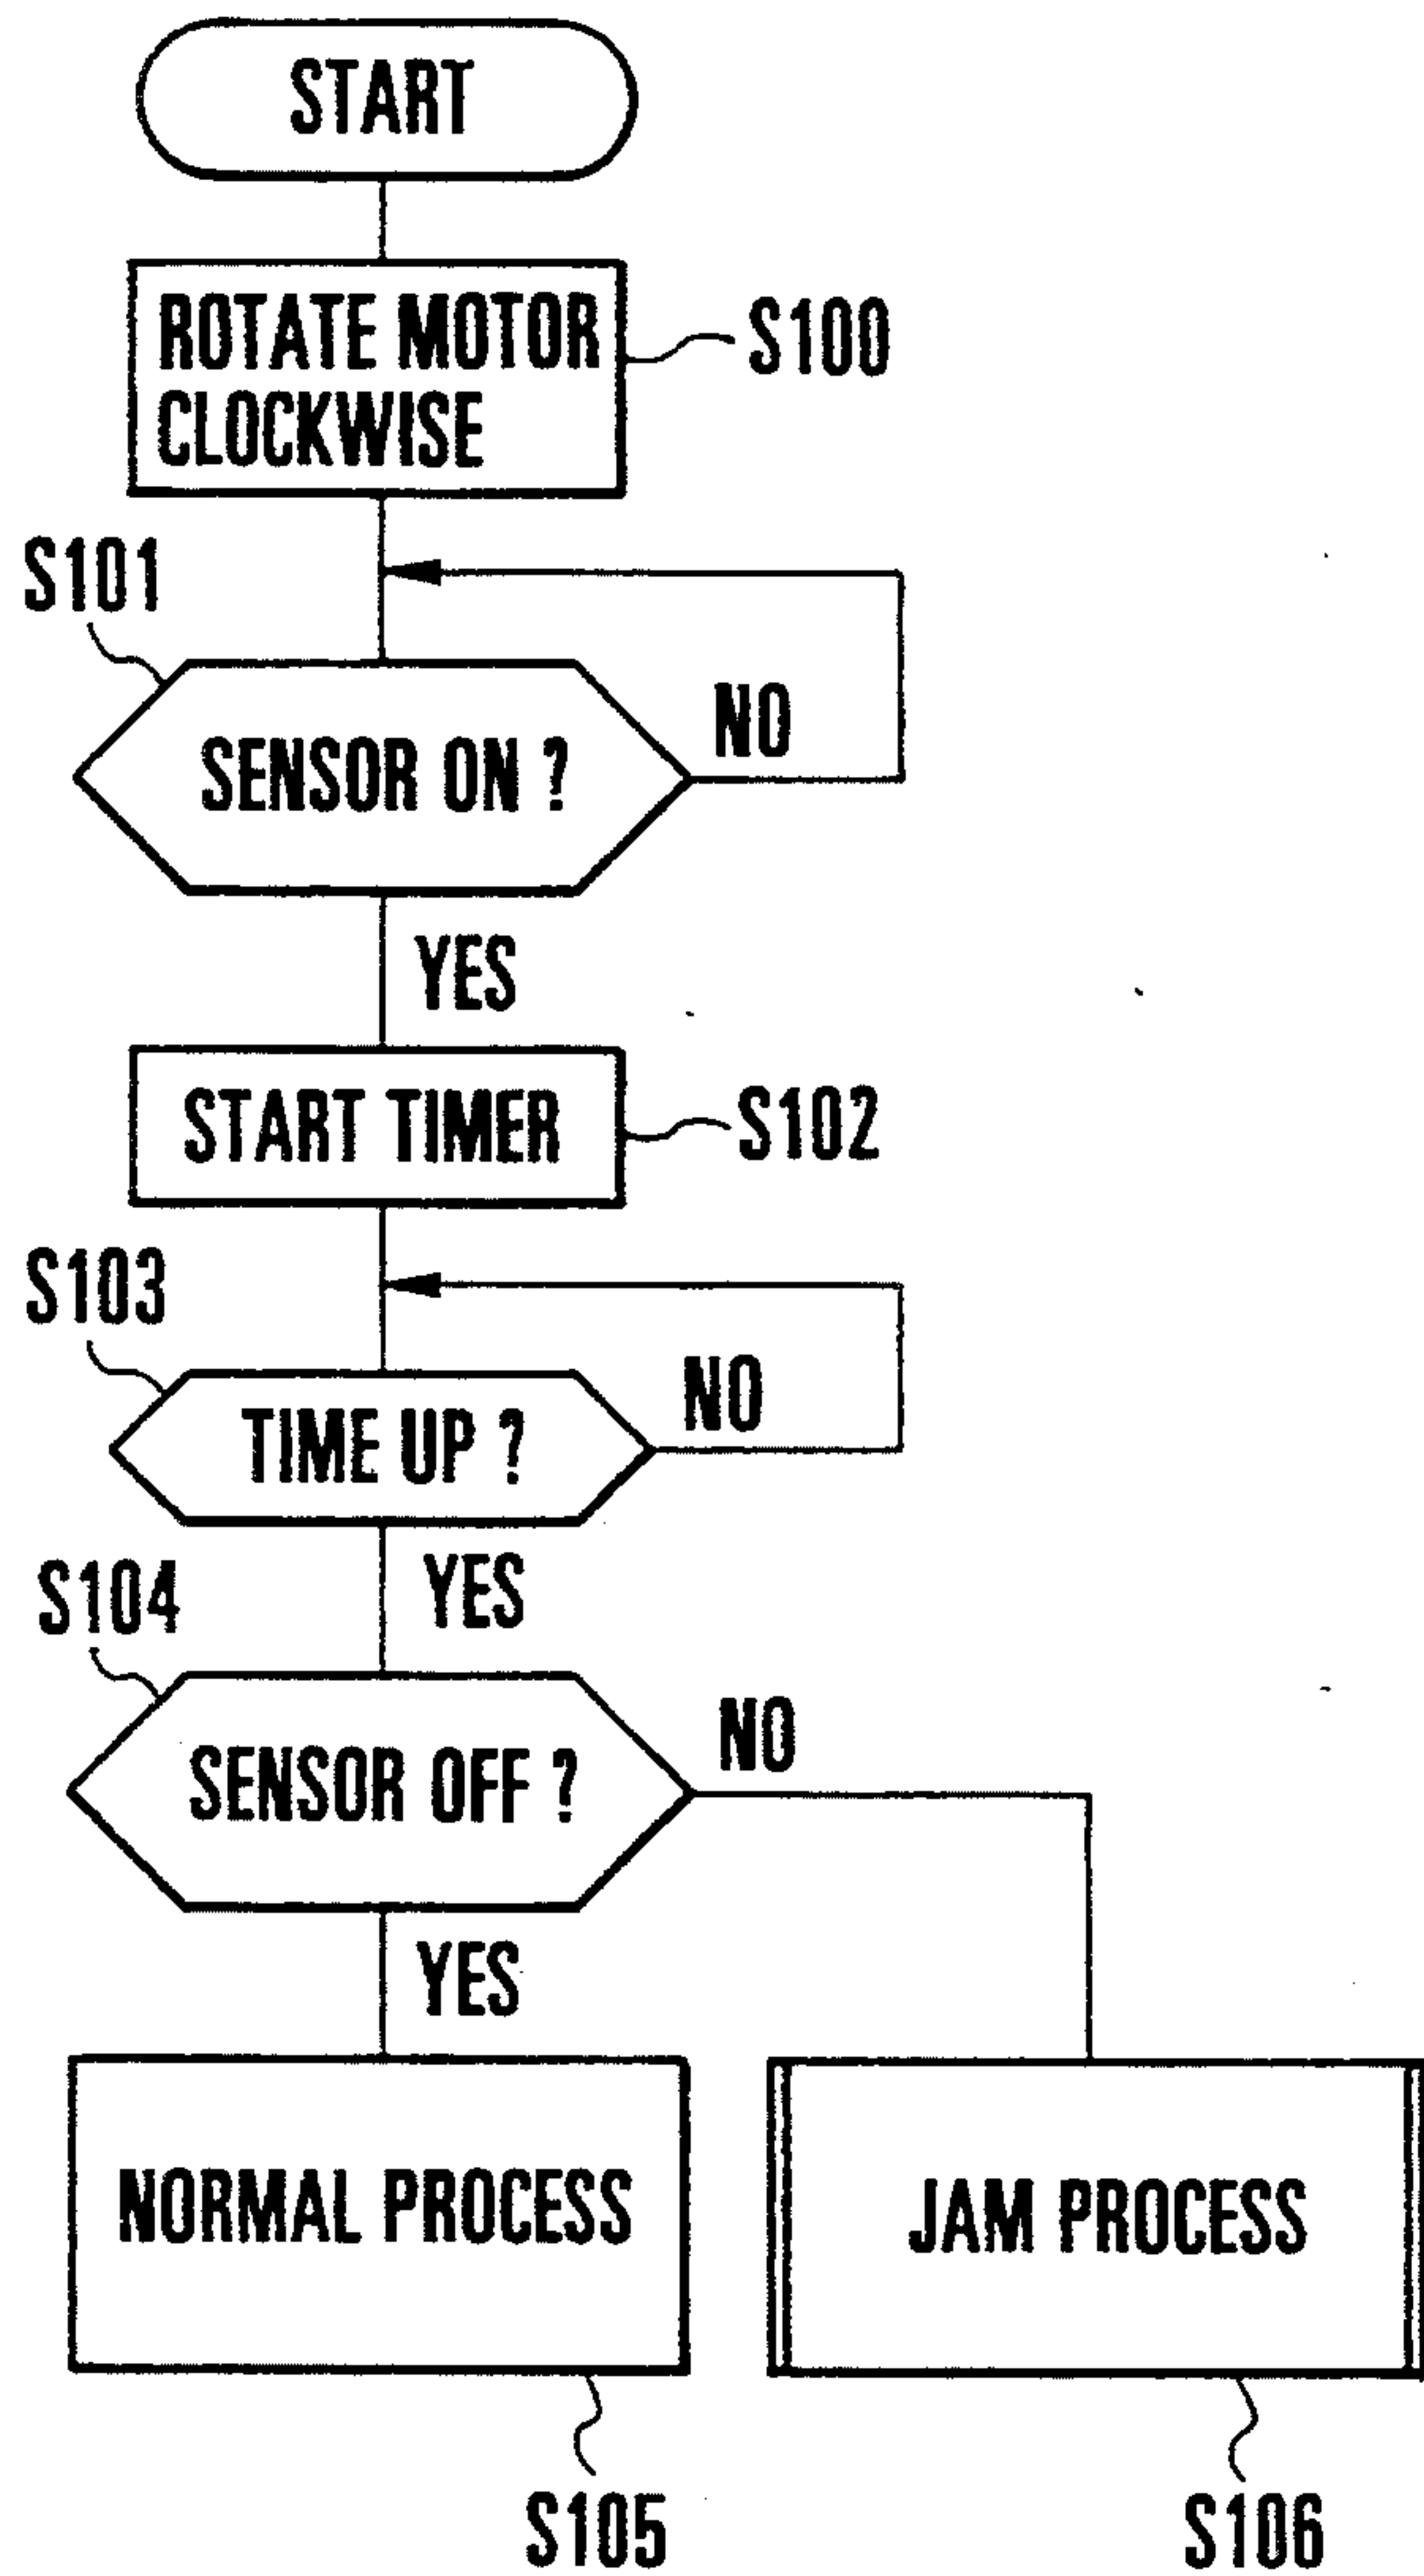 START
ROTATE MOTOR
CLOCKWISE
S100
S101
SENSOR ON ?
NO
YES
START TIMER
S102
S103
TIME UP ?
NO
YES
S104
SENSOR OFF ?
NO
YES
NORMAL PROCESS
JAM PROCESS
S105
S106